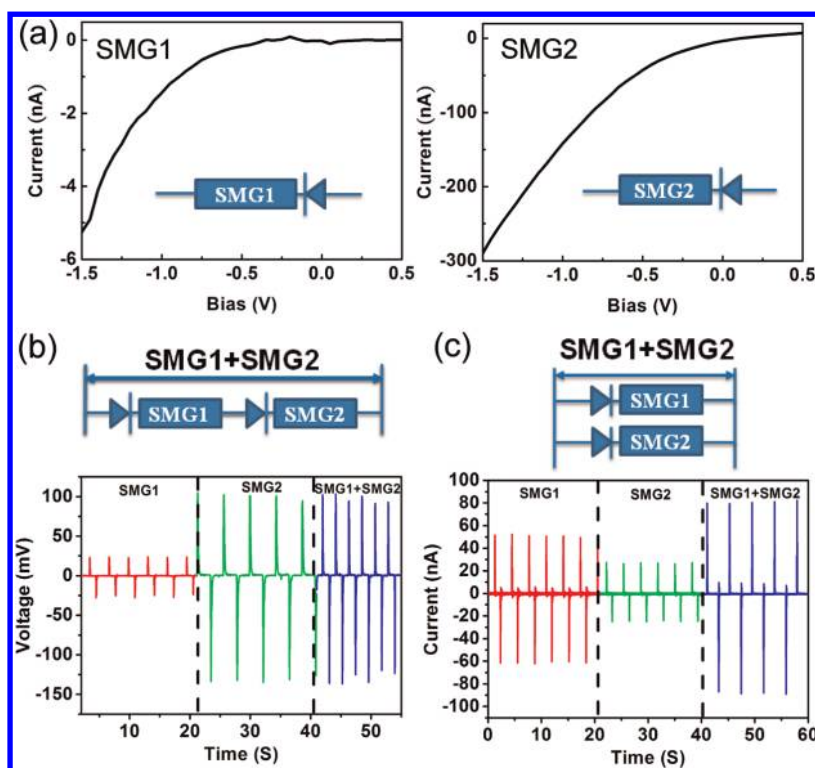 (a)
SMG1
Current (nA)
0
-2
-4
-6
SMG1
-1.5 -1.0 -0.5 0.0 0.5
Bias (V)
SMG2
Current (nA)
0
-100
-200
-300
SMG2
-1.5 -1.0 -0.5 0.0 0.5
Bias (V)
(b)
SMG1+SMG2
SMG1 SMG2
SMG1 SMG2 SMG1+SMG2
Voltage (mV)
100
50
0
-50
-100
-150
10 20 30 40 50
Time (S)
(c)
SMG1+SMG2
SMG1
SMG2
SMG1 SMG2 SMG1+SMG2
Current (nA)
100
80
60
40
20
0
-20
-40
-60
-80
-100
0 10 20 30 40 50 60
Time (S)